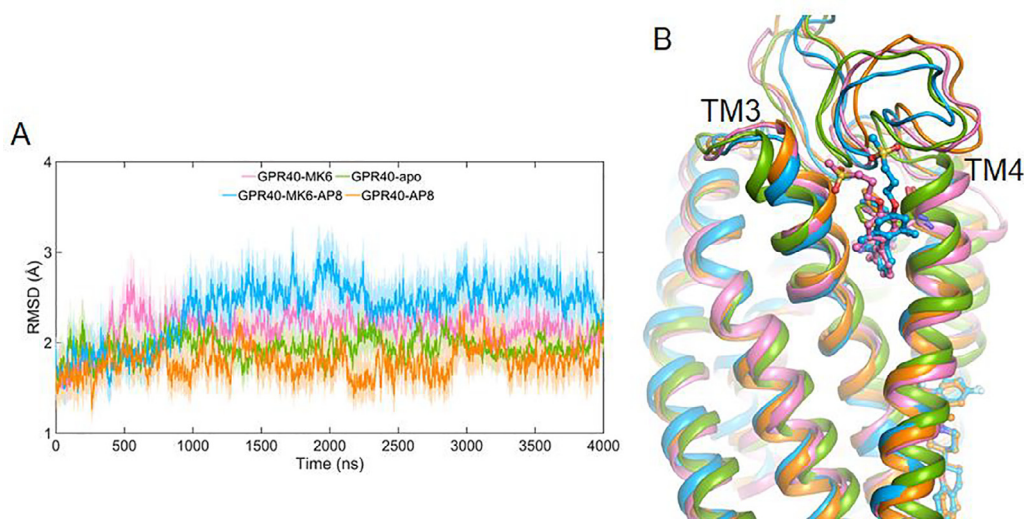 A
B
4
3
2
1
RMSD (Å)
GPR40-MK6 GPR40-apo
GPR40-MK6-AP8 GPR40-AP8
0 500 1000 1500 2000 2500 3000 3500 4000
Time (ns)
TM3
TM4